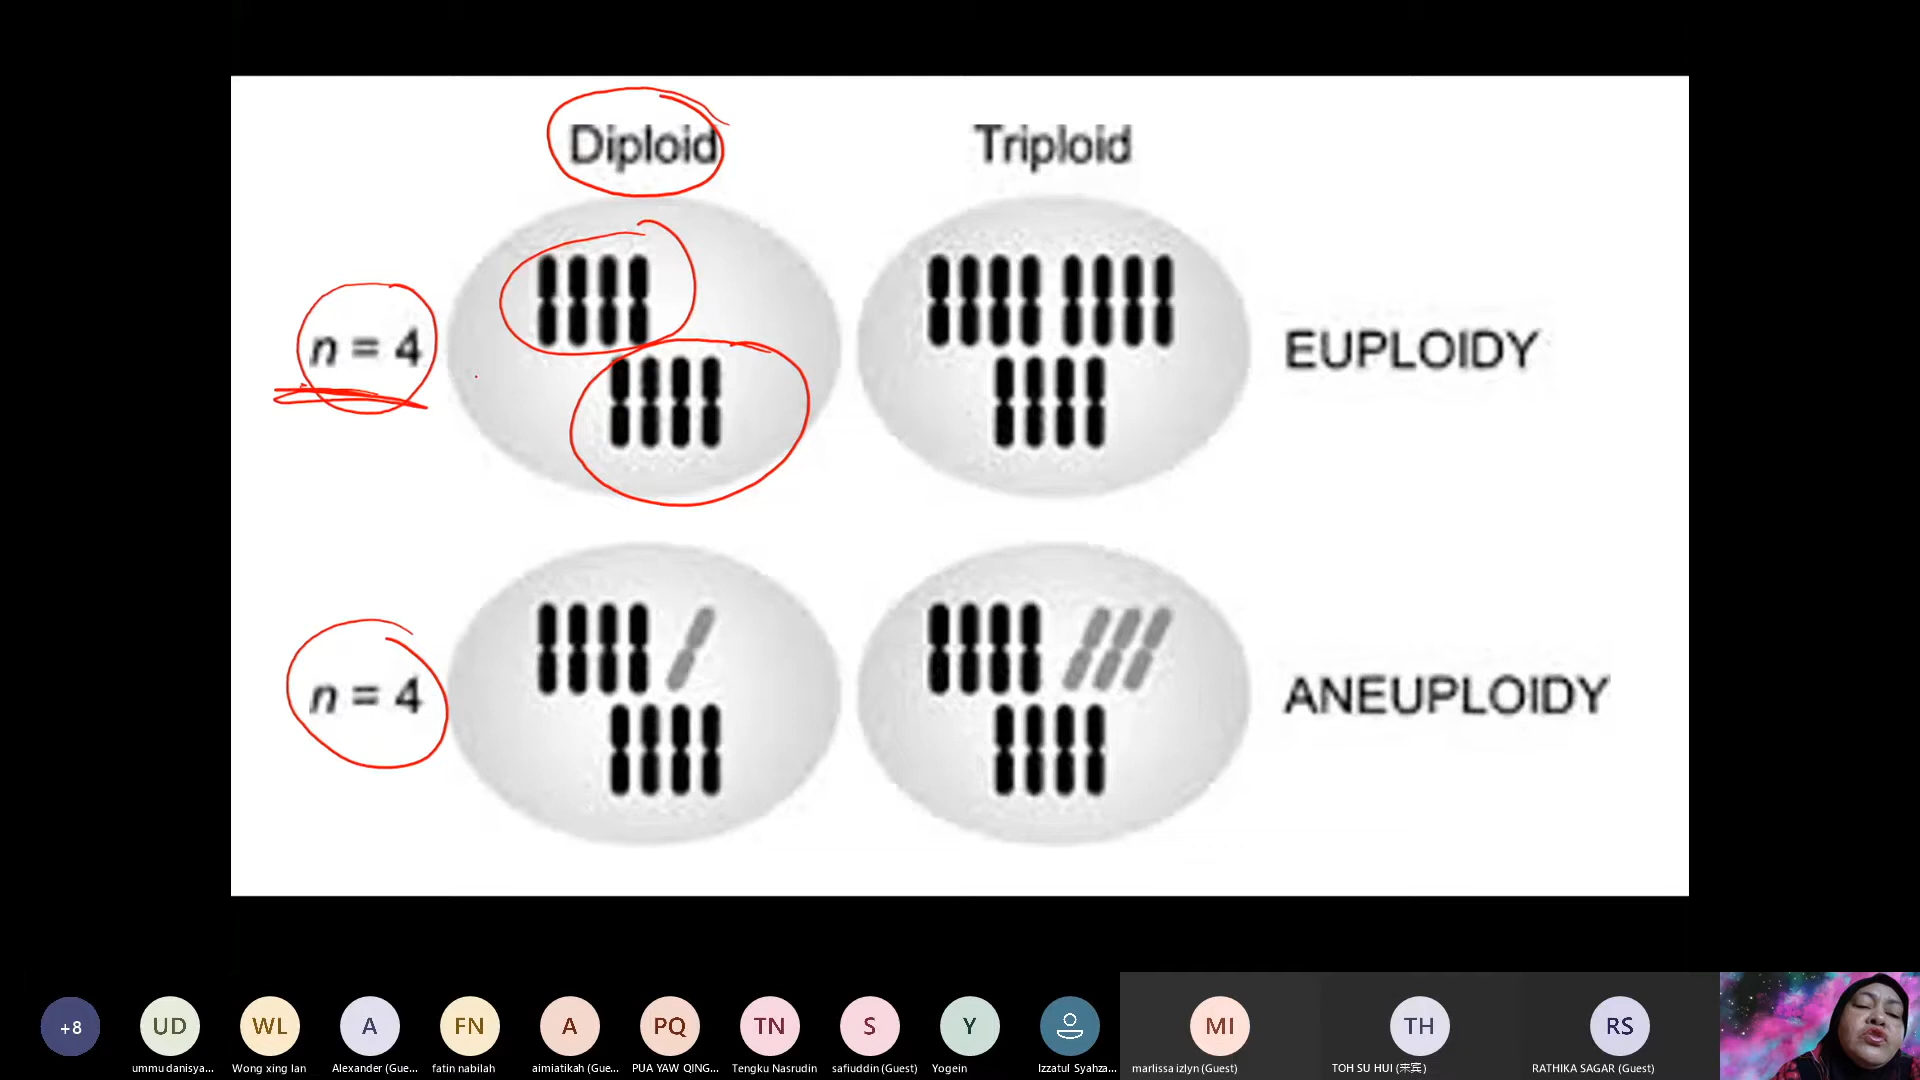 Diploid Triploid
n = 4
EUPLOIDY
n = 4
ANEUPLOIDY
+8 UD WL A FN A PQ TN S Y MI TH RS
ummu danisya... Wong xing lan Alexander (Gue... fatin nabilah aimiatikah (Gue... PUA YAW QING... Tengku Nasrudin safiuddin (Guest) Yogein Izzatul Syahza... marlissa izlyn (Guest) TOH SU HUI (来宾) RATHIKA SAGAR (Guest)